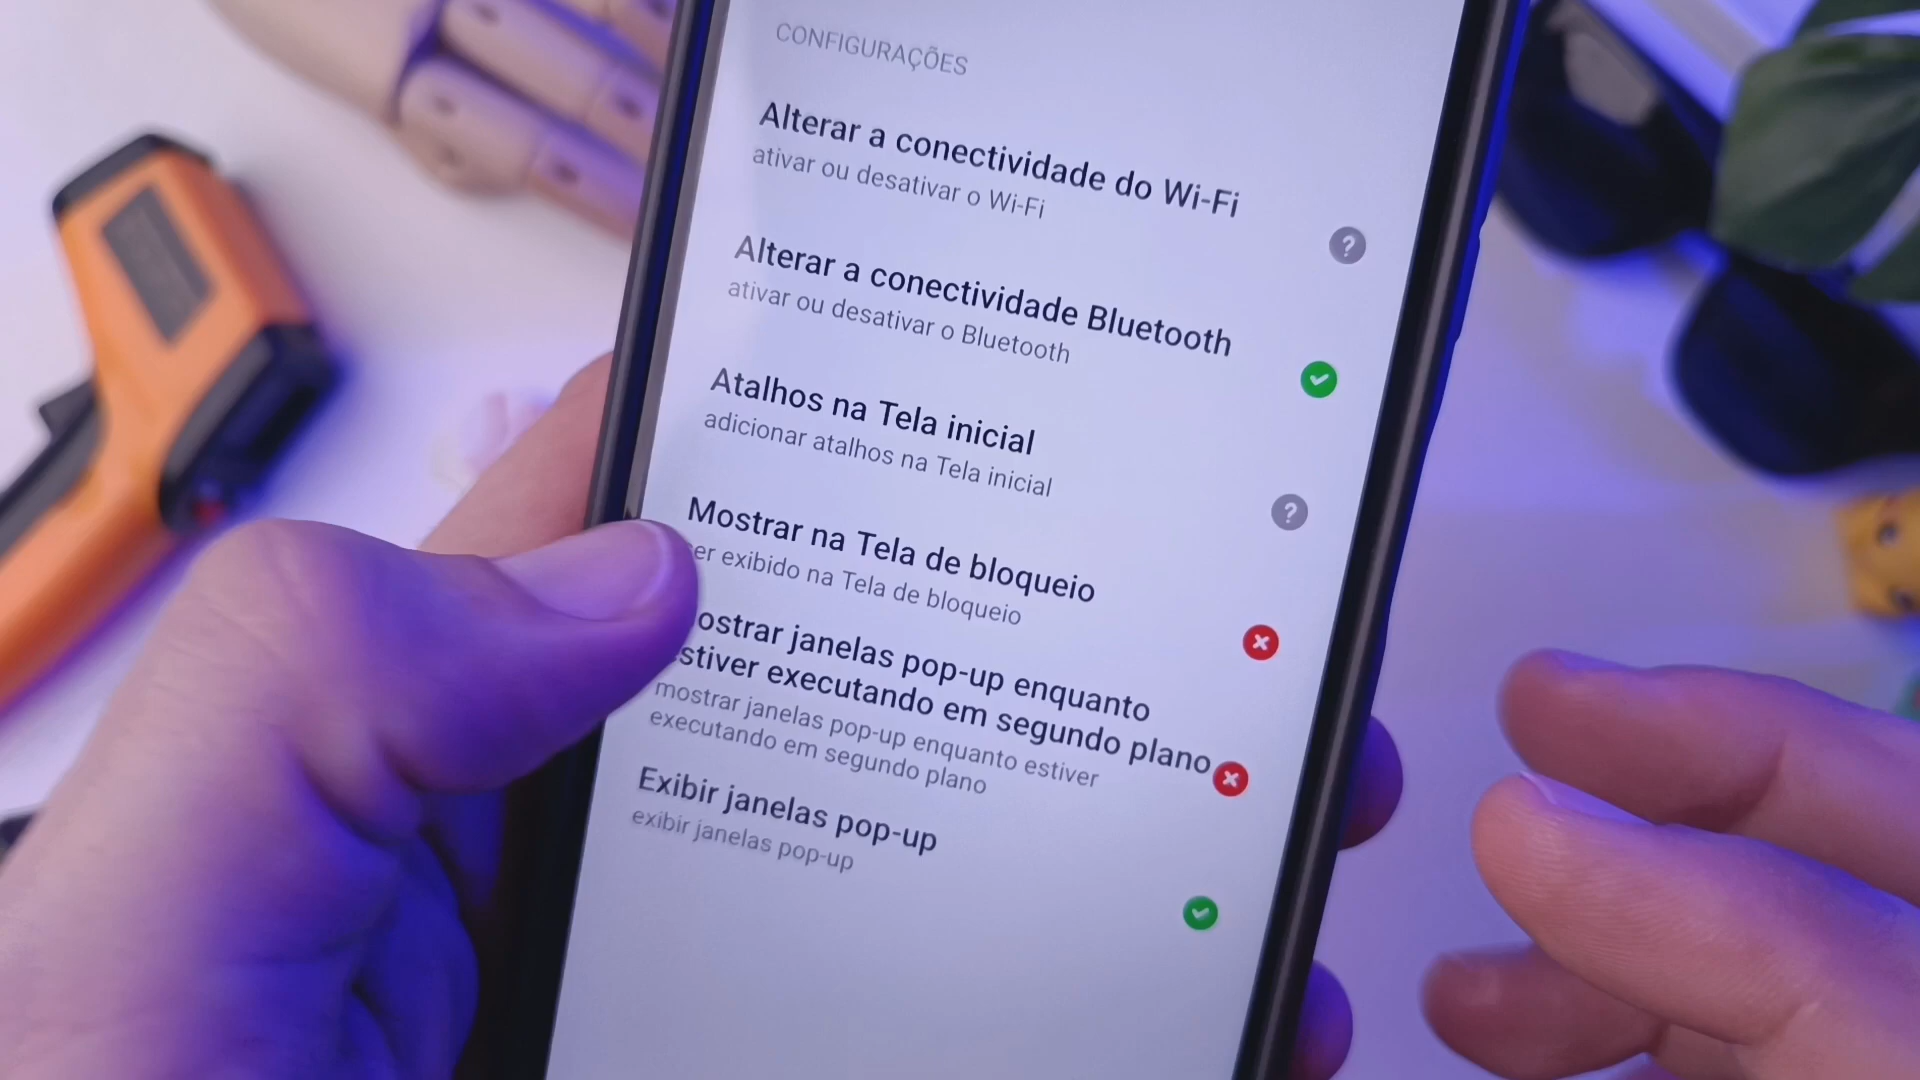 CONFIGURAÇÕES
Alterar a conectividade do Wi-Fi
ativar ou desativar o Wi-Fi
Alterar a conectividade Bluetooth
ativar ou desativar o Bluetooth
Atalhos na Tela inicial
adicionar atalhos na Tela inicial
Mostrar na Tela de bloqueio
er exibido na Tela de bloqueio
ostrar janelas pop-up enquanto
stiver executando em segundo plano
mostrar janelas pop-up enquanto estiver
executando em segundo plano
Exibir janelas pop-up
exibir janelas pop-up